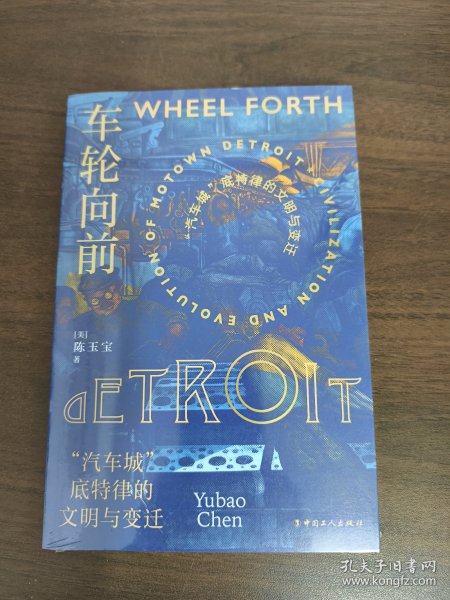 WHEEL FORTH
车轮向前
CIVILIZATION AND EVOLUTION OF MOTOWN DETROIT
“汽车城”底特律的文明与变迁
[美]
陈玉宝
著
dETROIT
“汽车城”
底特律的
文明与变迁
Yubao
Chen
中国工人出版社
孔夫子旧书网
www.kongfz.com